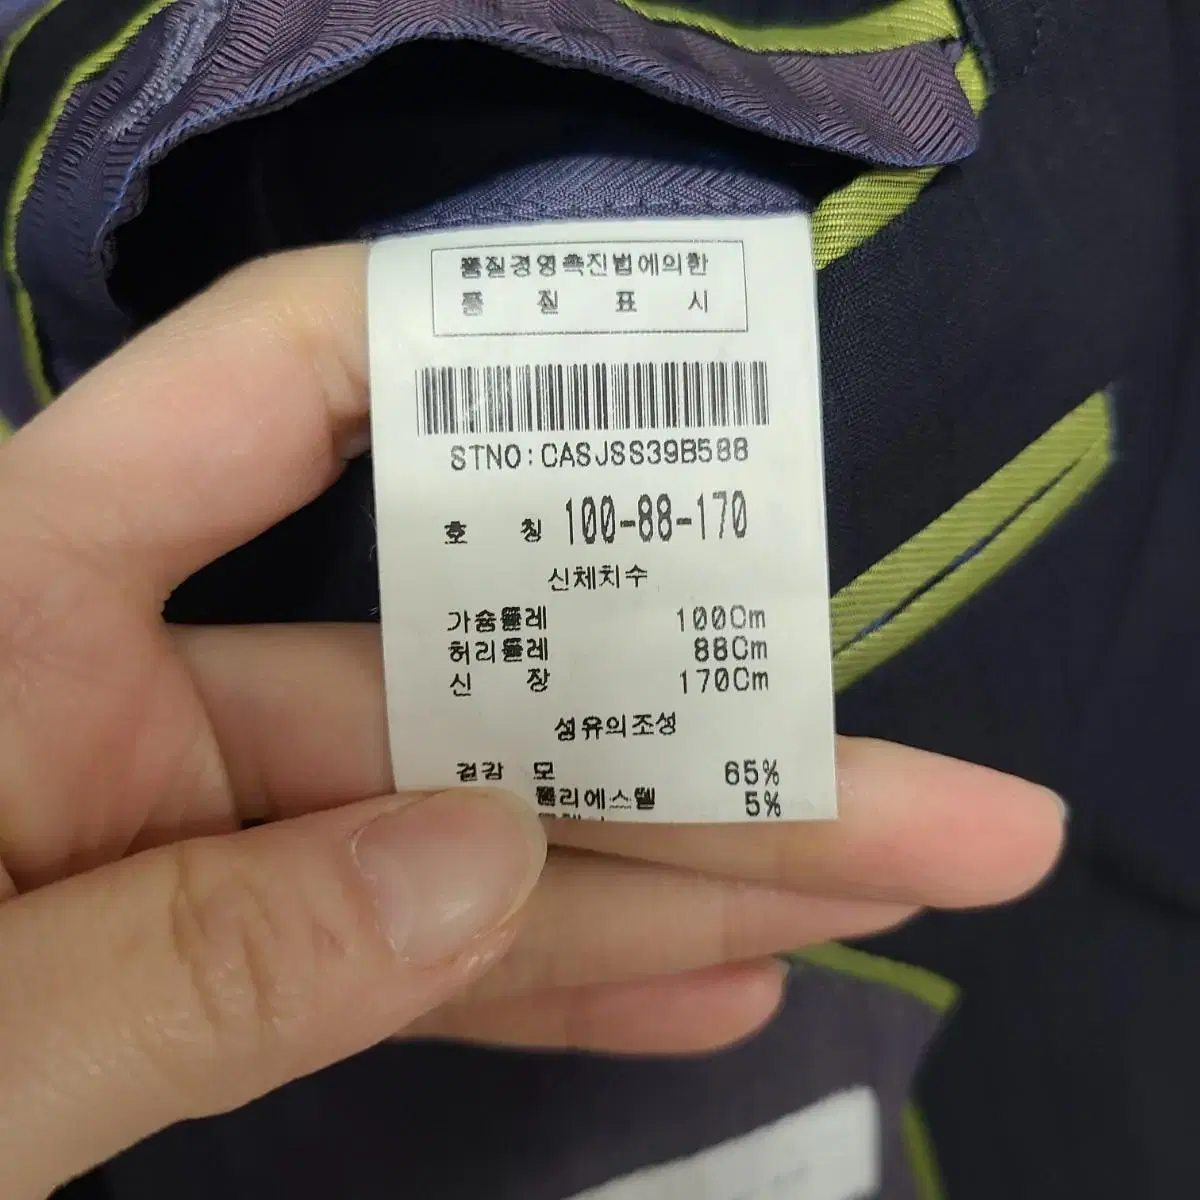 품질경영촉진법에의한
품 질 표 시
STNO:CASJSS39B588
호 칭 100-88-170
신체치수
가슴둘레 100Cm
허리둘레 88Cm
신 장 170Cm
섬유의조성
겉감 모 65%
폴리에스텔 5%